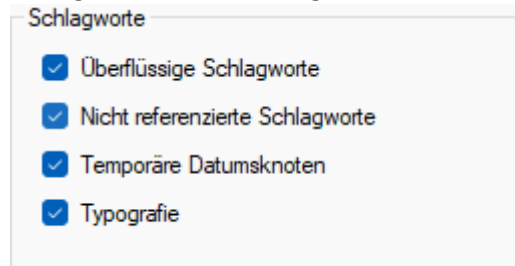 Schlagworte
Überflüssige Schlagworte
Nicht referenzierte Schlagworte
Temporäre Datumsknoten
Typografie